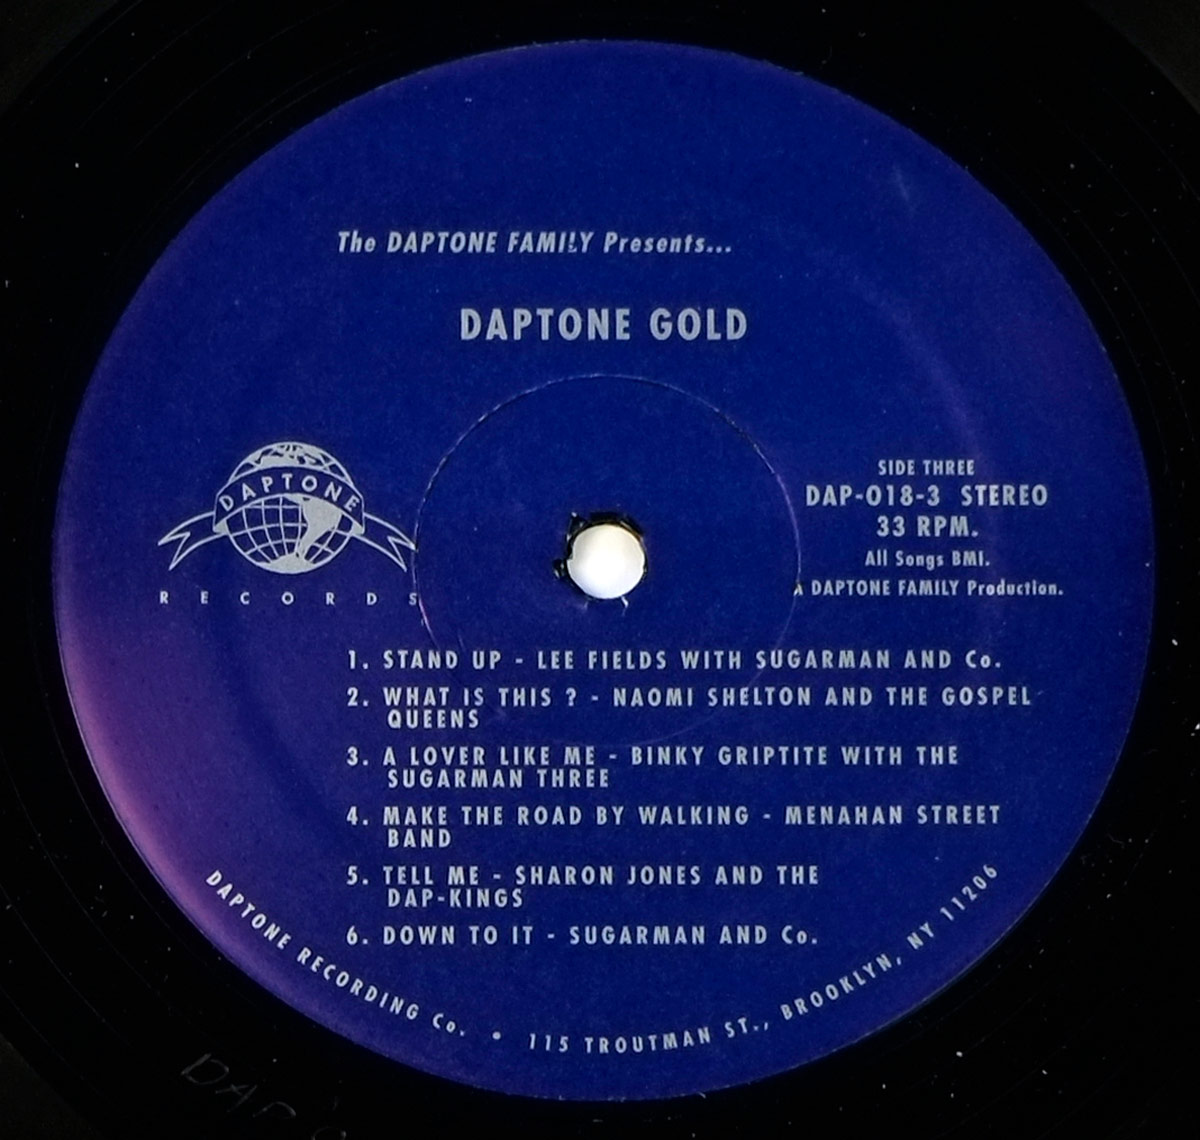 The DAPTONE FAMILY Presents...
DAPTONE GOLD
DAPTONE
RECORDS
SIDE THREE
DAP-018-3 STEREO
33 RPM.
All Songs BMI.
A DAPTONE FAMILY Production.
1. STAND UP - LEE FIELDS WITH SUGARMAN AND Co.
2. WHAT IS THIS ? - NAOMI SHELTON AND THE GOSPEL
QUEENS
3. A LOVER LIKE ME - BINKY GRIPTITE WITH THE
SUGARMAN THREE
4. MAKE THE ROAD BY WALKING - MENAHAN STREET
BAND
5. TELL ME - SHARON JONES AND THE
DAP-KINGS
6. DOWN TO IT - SUGARMAN AND Co.
DAPTONE RECORDING Co. • 115 TROUTMAN ST., BROOKLYN, NY 11206